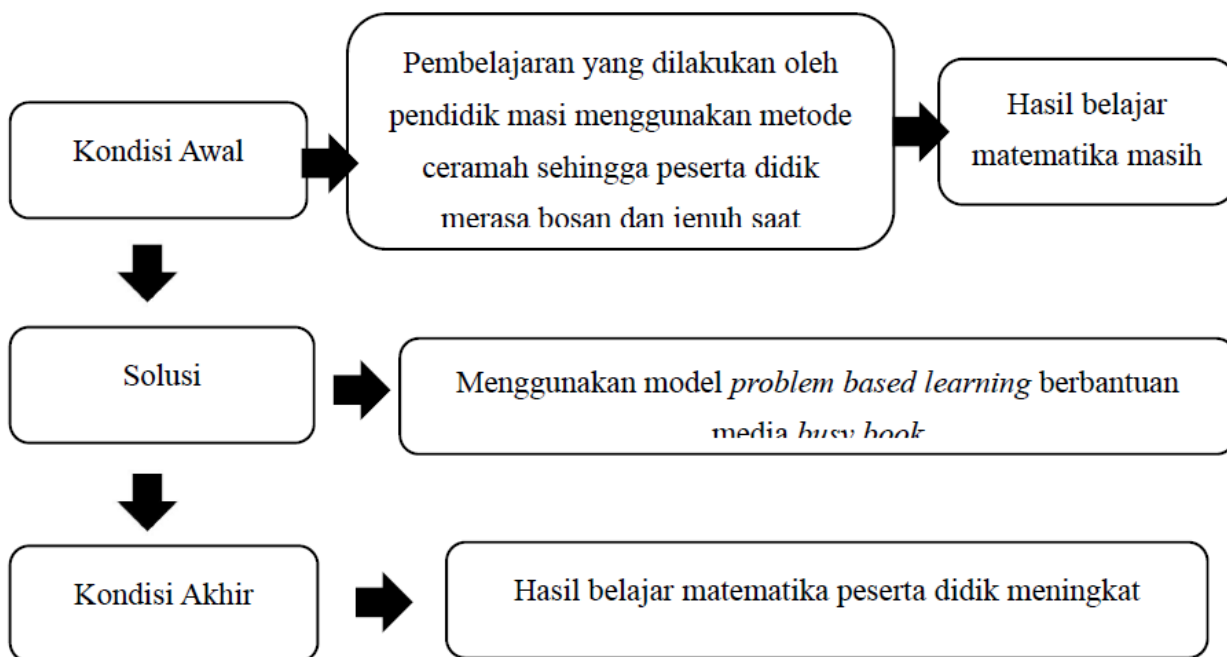 Kondisi Awal
Pembelajaran yang dilakukan oleh
pendidik masi menggunakan metode
ceramah sehingga peserta didik
merasa bosan dan jenuh saat
Hasil belajar
matematika masih
Solusi
Menggunakan model problem based learning berbantuan
media busy book
Kondisi Akhir
Hasil belajar matematika peserta didik meningkat